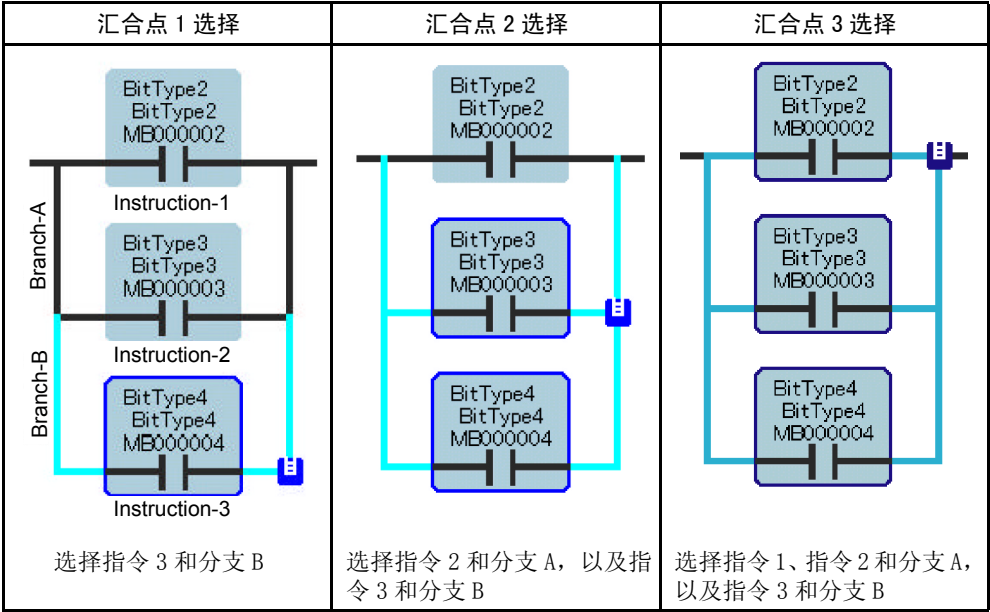 汇合点 1 选择
汇合点 2 选择
汇合点 3 选择
BitType2
BitType2
MB000002
Instruction-1
Branch-A
BitType3
BitType3
MB000003
Instruction-2
Branch-B
BitType4
BitType4
MB000004
Instruction-3
选择指令 3 和分支 B
BitType2
BitType2
MB000002
BitType3
BitType3
MB000003
BitType4
BitType4
MB000004
选择指令 2 和分支 A，以及指
令 3 和分支 B
BitType2
BitType2
MB000002
BitType3
BitType3
MB000003
BitType4
BitType4
MB000004
选择指令 1、指令 2 和分支 A，
以及指令 3 和分支 B